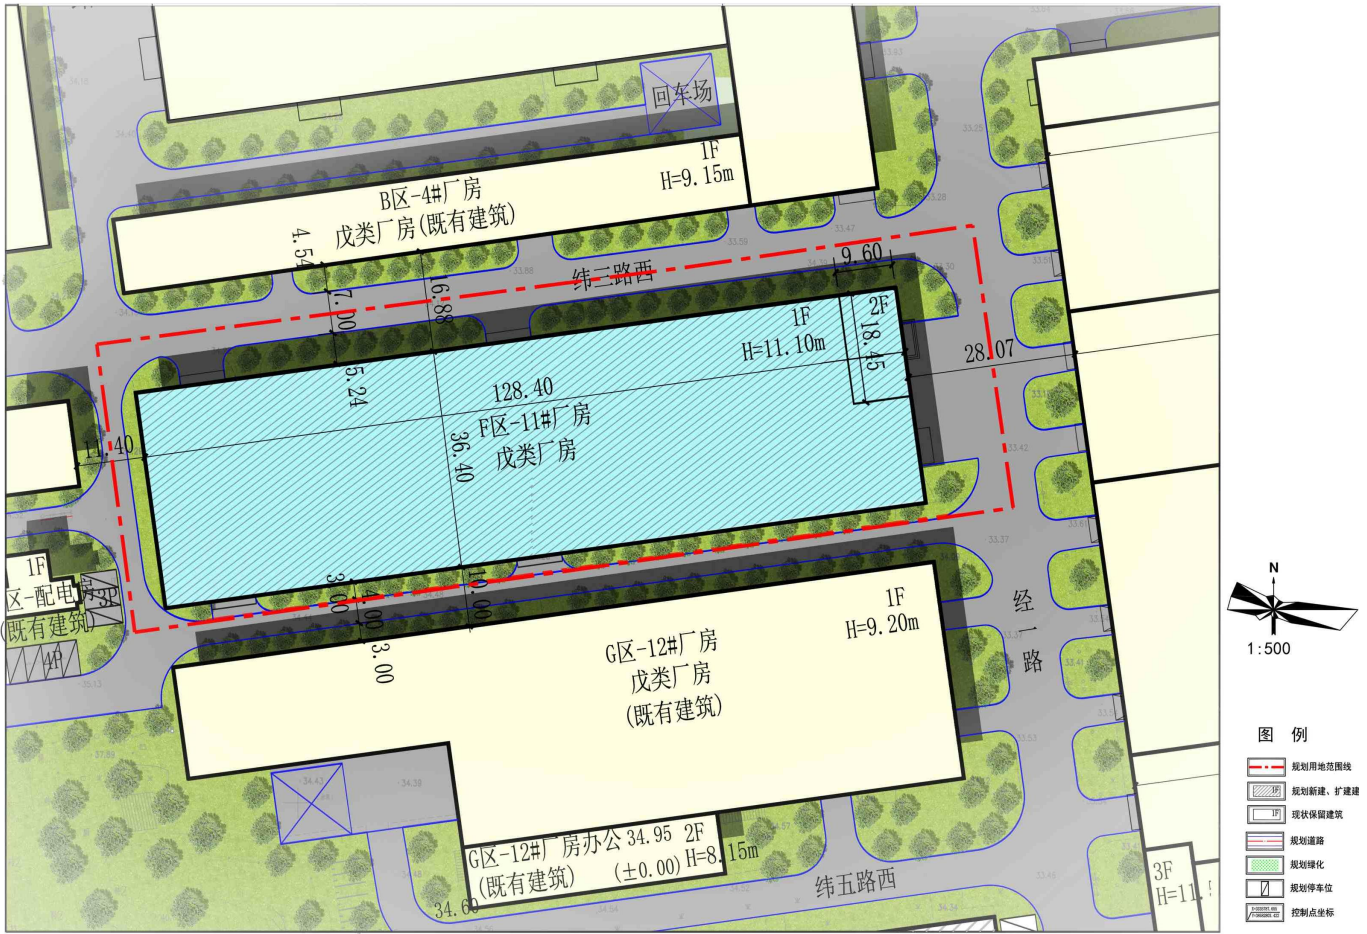 回车场
1F
H=9.15m
B区-4#厂房
戊类厂房(既有建筑)
4.54
7.00
16.88
纬三路西
9.60
1F
H=11.10m
2F
18.45
28.07
5.24
128.40
F区-11#厂房
戊类厂房
36.40
11.40
1F
区-配电房
(既有建筑)
4P
3.00
4.00
10.00
3.00
1F
H=9.20m
G区-12#厂房
戊类厂房
(既有建筑)
经一路
G区-12#厂房办公 34.95 2F
(既有建筑) (±0.00) H=8.15m
34.60
纬五路西
3F
H=11.5
N
1:500
图 例
规划用地范围线
规划新建、扩建建
现状保留建筑
规划道路
规划绿化
规划停车位
控制点坐标